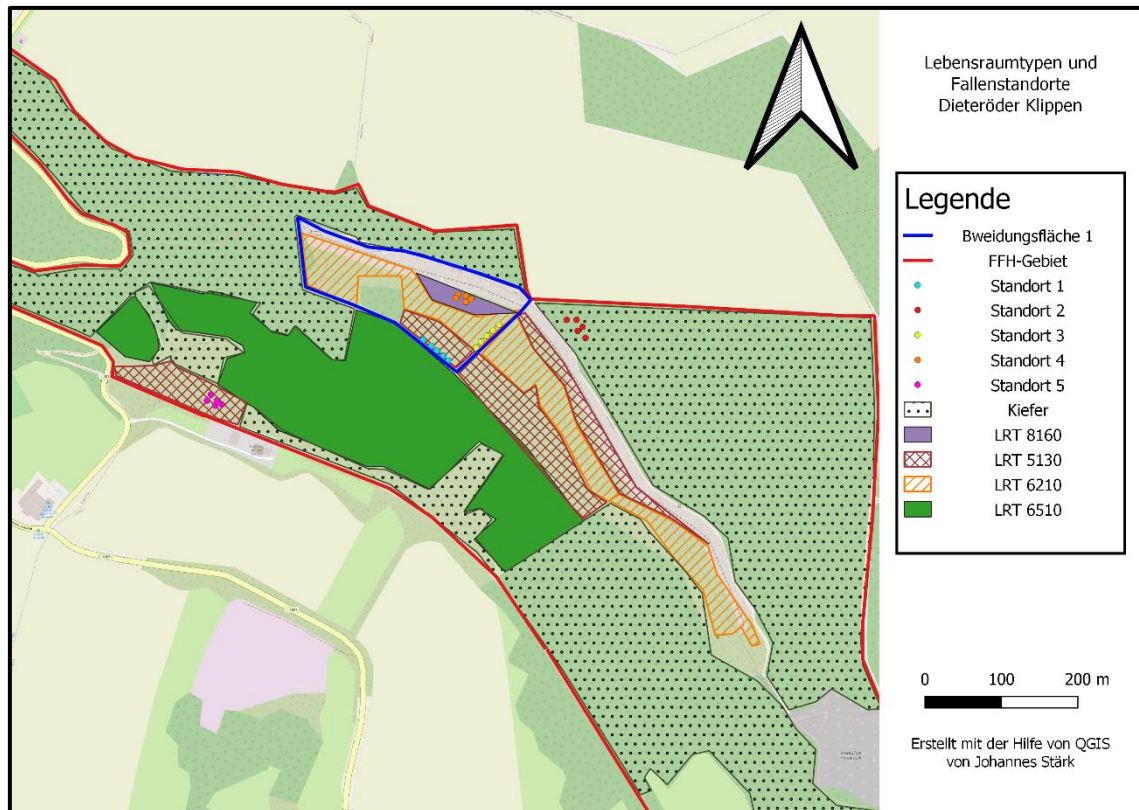 Lebensraumtypen und
Fallenstandorte
Dieteröder Klippen
Legende
Bweidungsfläche 1
FFH-Gebiet
Standort 1
Standort 2
Standort 3
Standort 4
Standort 5
Kiefer
LRT 8160
LRT 5130
LRT 6210
LRT 6510
0 100 200 m
Erstellt mit der Hilfe von QGIS
von Johannes Stärk